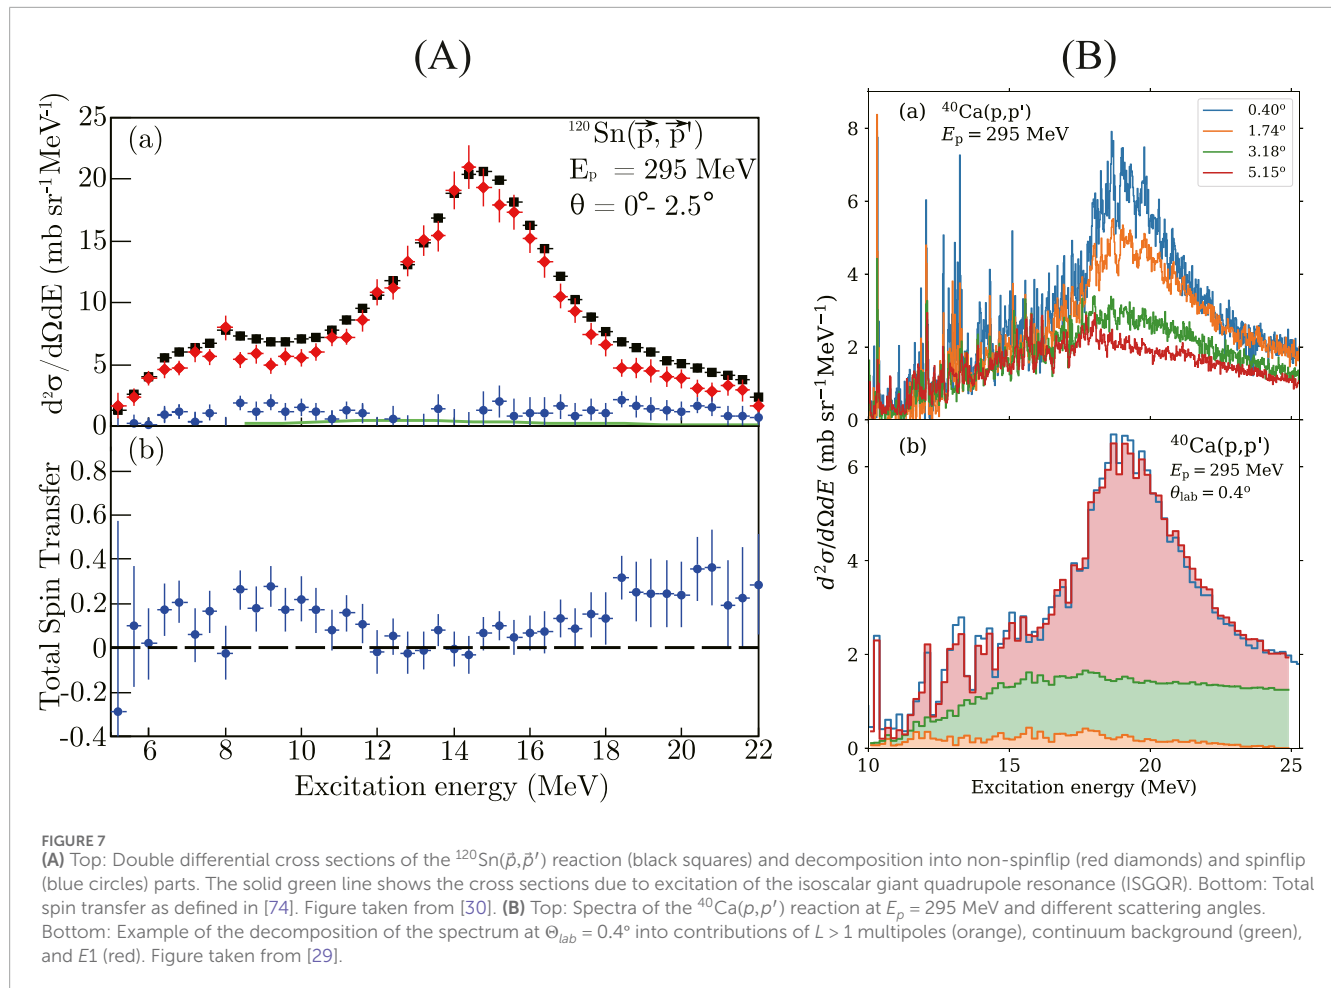 (A)
(B)
d²σ/dΩdE (mb sr⁻¹MeV⁻¹)
25
20
15
10
5
0
(a)
¹²⁰Sn(p⃗, p⃗')
Eₚ = 295 MeV
θ = 0°- 2.5°
Total Spin Transfer
0.8
0.6
0.4
0.2
0
-0.2
-0.4
(b)
6 8 10 12 14 16 18 20 22
Excitation energy (MeV)
d²σ/dΩdE (mb sr⁻¹MeV⁻¹)
8
6
4
2
0
(a)
⁴⁰Ca(p,p')
Eₚ = 295 MeV
0.40°
1.74°
3.18°
5.15°
6
4
2
0
(b)
⁴⁰Ca(p,p')
Eₚ = 295 MeV
θlab = 0.4°
10 15 20 25
Excitation energy (MeV)
FIGURE 7
(A) Top: Double differential cross sections of the ¹²⁰Sn(p⃗,p⃗′) reaction (black squares) and decomposition into non-spinflip (red diamonds) and spinflip
(blue circles) parts. The solid green line shows the cross sections due to excitation of the isoscalar giant quadrupole resonance (ISGQR). Bottom: Total
spin transfer as defined in [74]. Figure taken from [30]. (B) Top: Spectra of the ⁴⁰Ca(p,p′) reaction at Eₚ = 295 MeV and different scattering angles.
Bottom: Example of the decomposition of the spectrum at Θlab = 0.4° into contributions of L > 1 multipoles (orange), continuum background (green),
and E1 (red). Figure taken from [29].